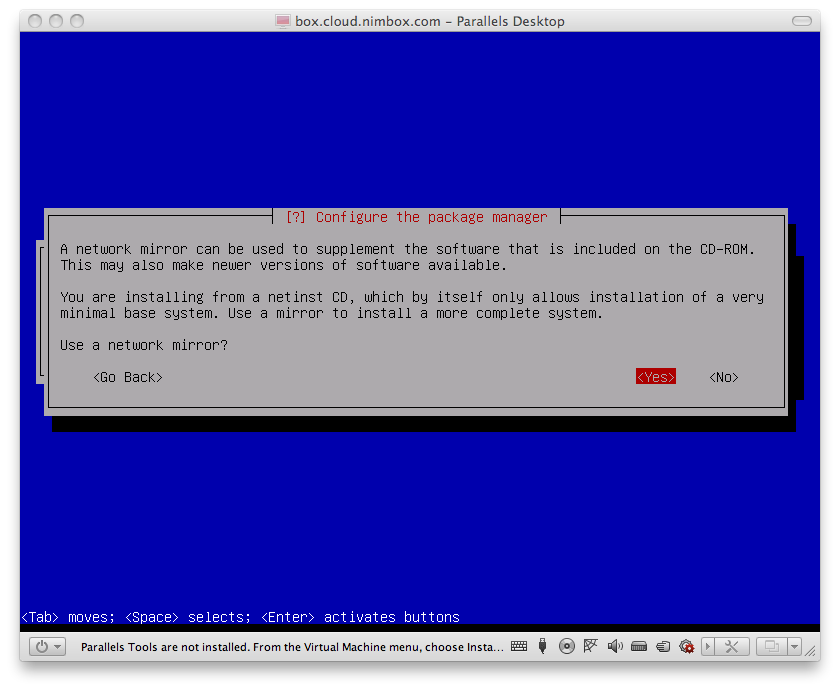 box.cloud.nimbox.com – Parallels Desktop
[?] Configure the package manager
A network mirror can be used to supplement the software that is included on the CD-ROM.
This may also make newer versions of software available.
You are installing from a netinst CD, which by itself only allows installation of a very
minimal base system. Use a mirror to install a more complete system.
Use a network mirror?
<Go Back> <Yes> <No>
<Tab> moves; <Space> selects; <Enter> activates buttons
Parallels Tools are not installed. From the Virtual Machine menu, choose Insta...